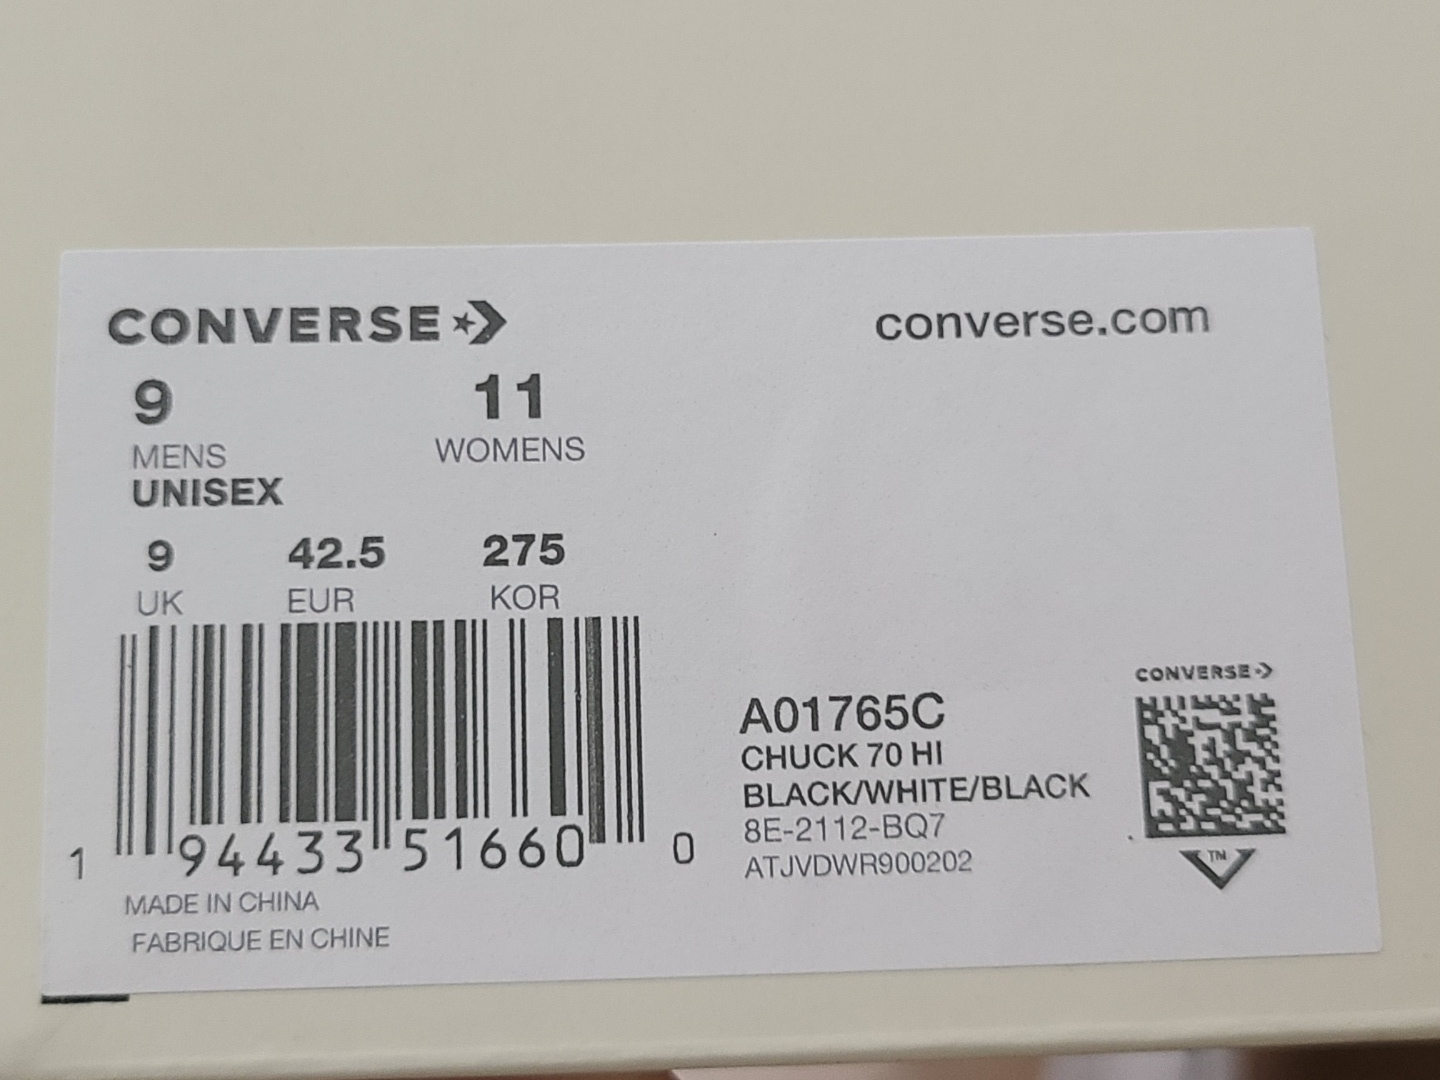 CONVERSE
converse.com
9 11
MENS WOMENS
UNISEX
9 42.5 275
UK EUR KOR
1 94433 51660 0
MADE IN CHINA
FABRIQUE EN CHINE
A01765C
CHUCK 70 HI
BLACK/WHITE/BLACK
8E-2112-BQ7
ATJVDWR900202
CONVERSE
TM